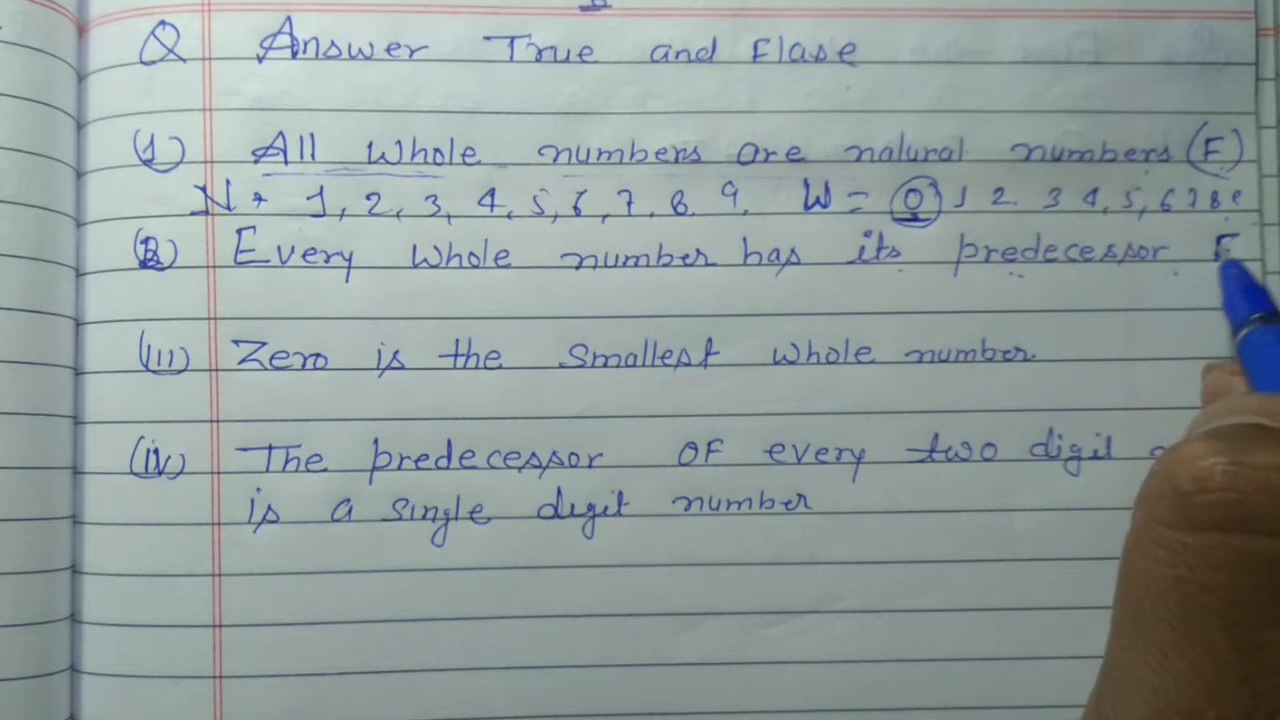 Q Answer True and Flase
(1) All Whole numbers are natural numbers (F)
N = 1, 2, 3, 4, 5, 6, 7, 8, 9, W = 0 1 2. 3 4, 5, 6 7 8
(2) Every Whole number has its predecessor F
(III) Zero is the Smallest Whole number
(iv) The predecessor OF every two digit
is a single digit number